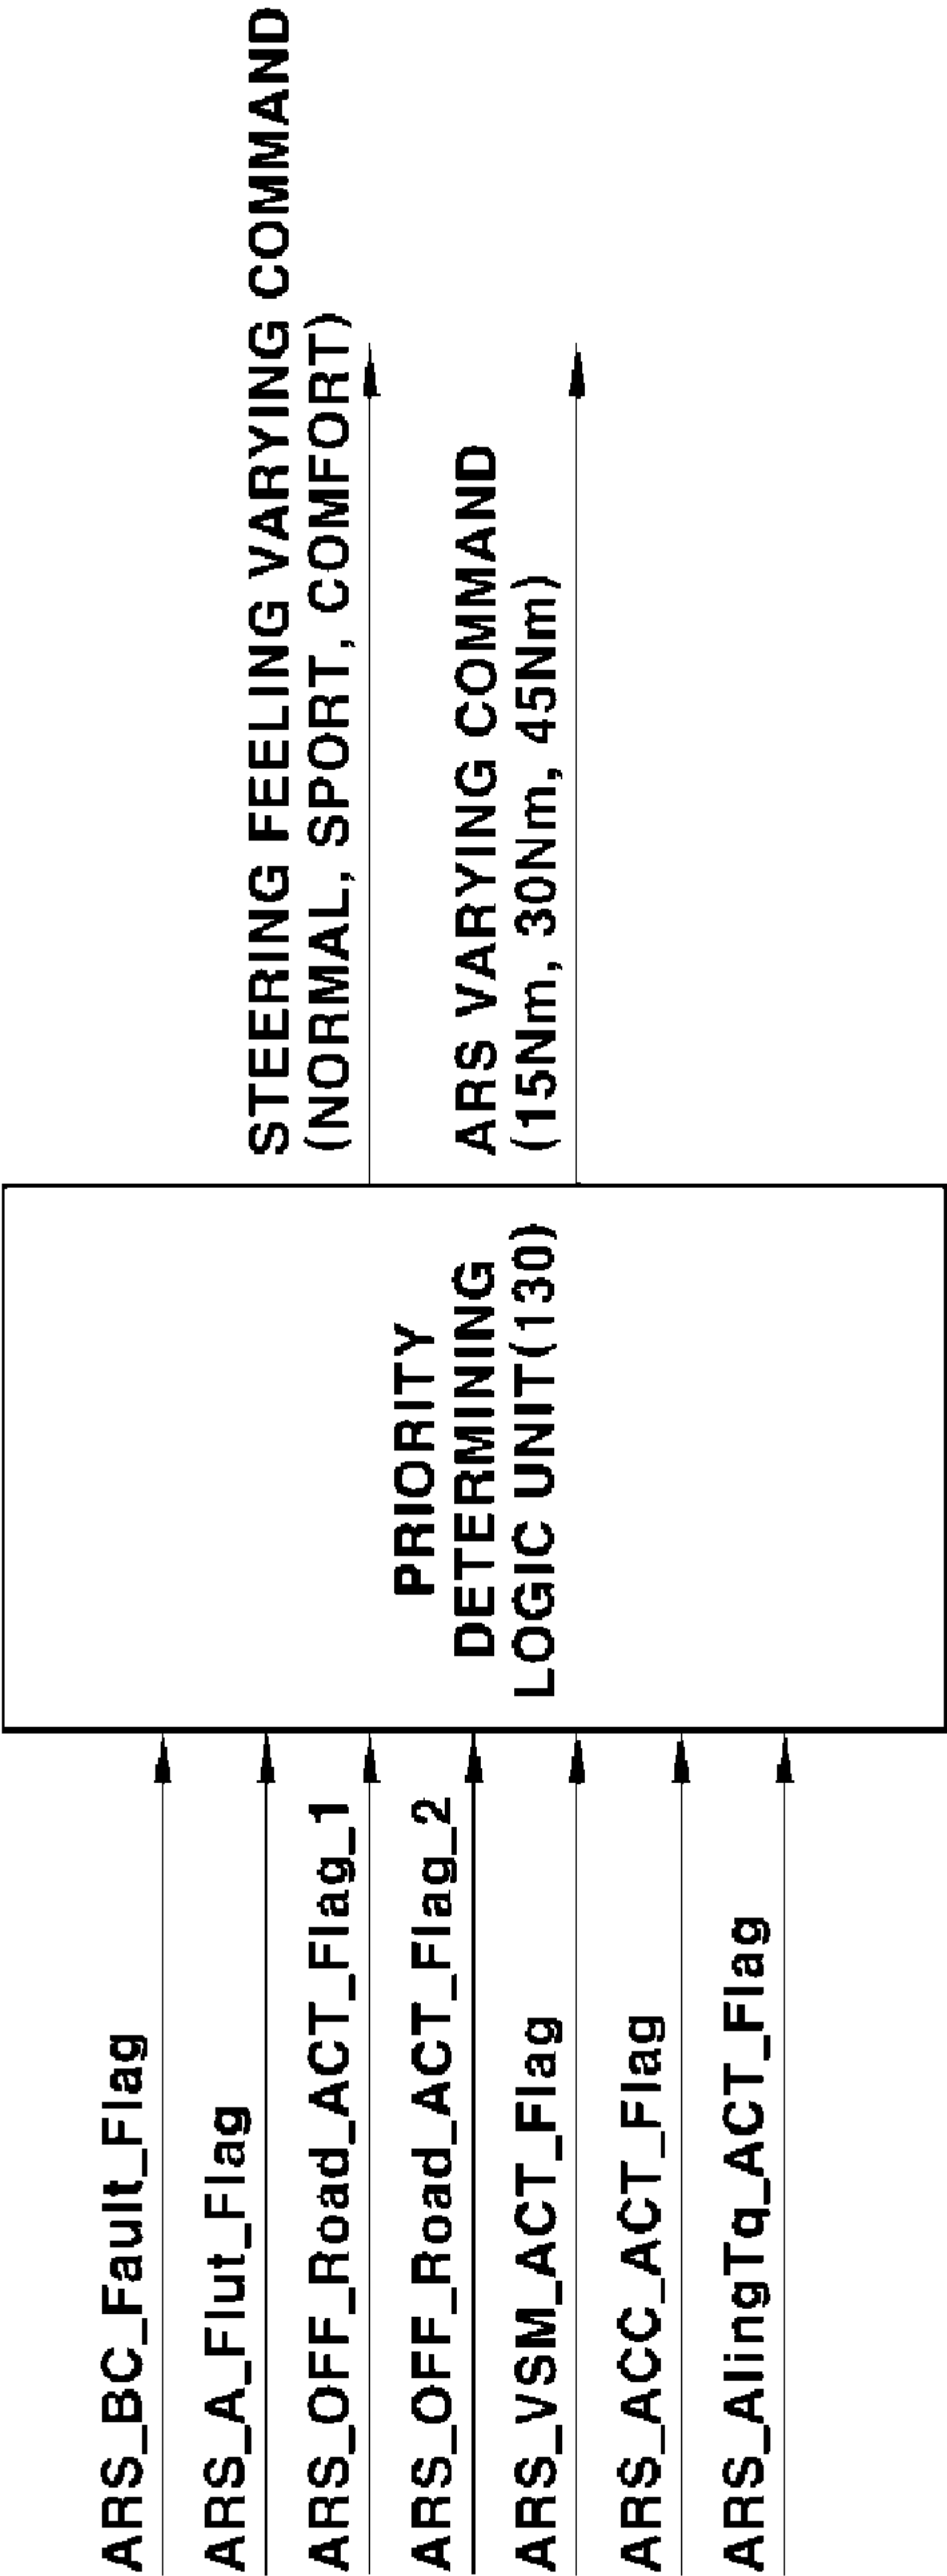 ARS_BC_Fault_Flag
ARS_A_Flut_Flag
ARS_OFF_Road_ACT_Flag_1
ARS_OFF_Road_ACT_Flag_2
ARS_VSM_ACT_Flag
ARS_ACC_ACT_Flag
ARS_AlingTq_ACT_Flag
PRIORITY
DETERMINING
LOGIC UNIT(130)
STEERING FEELING VARYING COMMAND
(NORMAL, SPORT, COMFORT)
ARS VARYING COMMAND
(15Nm, 30Nm, 45Nm)